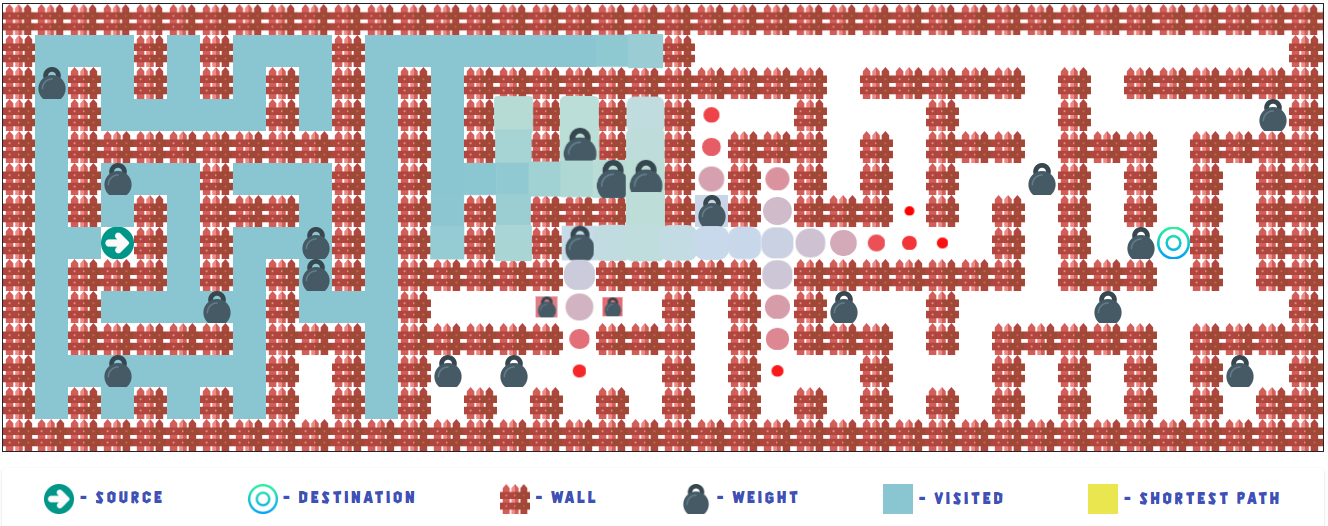 - SOURCE - DESTINATION - WALL - WEIGHT - VISITED - SHORTEST PATH